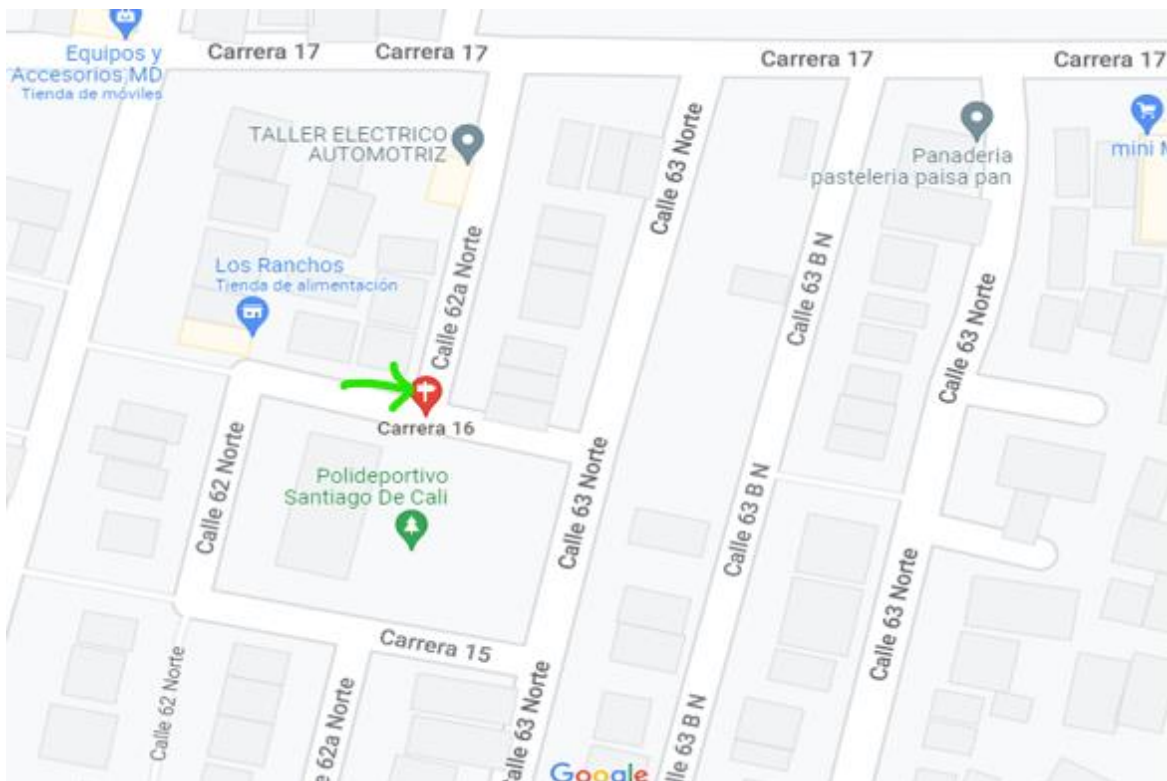 Equipos y
Accesorios MD
Tienda de móviles
Carrera 17
Carrera 17
Carrera 17
Carrera 17
TALLER ELECTRICO
AUTOMOTRIZ
Calle 63 Norte
Panaderia
pasteleria paisa pan
mini M
Los Ranchos
Tienda de alimentación
Calle 62a Norte
Calle 63 B N
Calle 63 Norte
Carrera 16
Polideportivo
Santiago De Cali
Calle 62 Norte
Calle 63 Norte
Calle 63 B N
Calle 63 Norte
Carrera 15
Calle 62 Norte
62a Norte
alle 63 Norte
lle 63 B N
Google